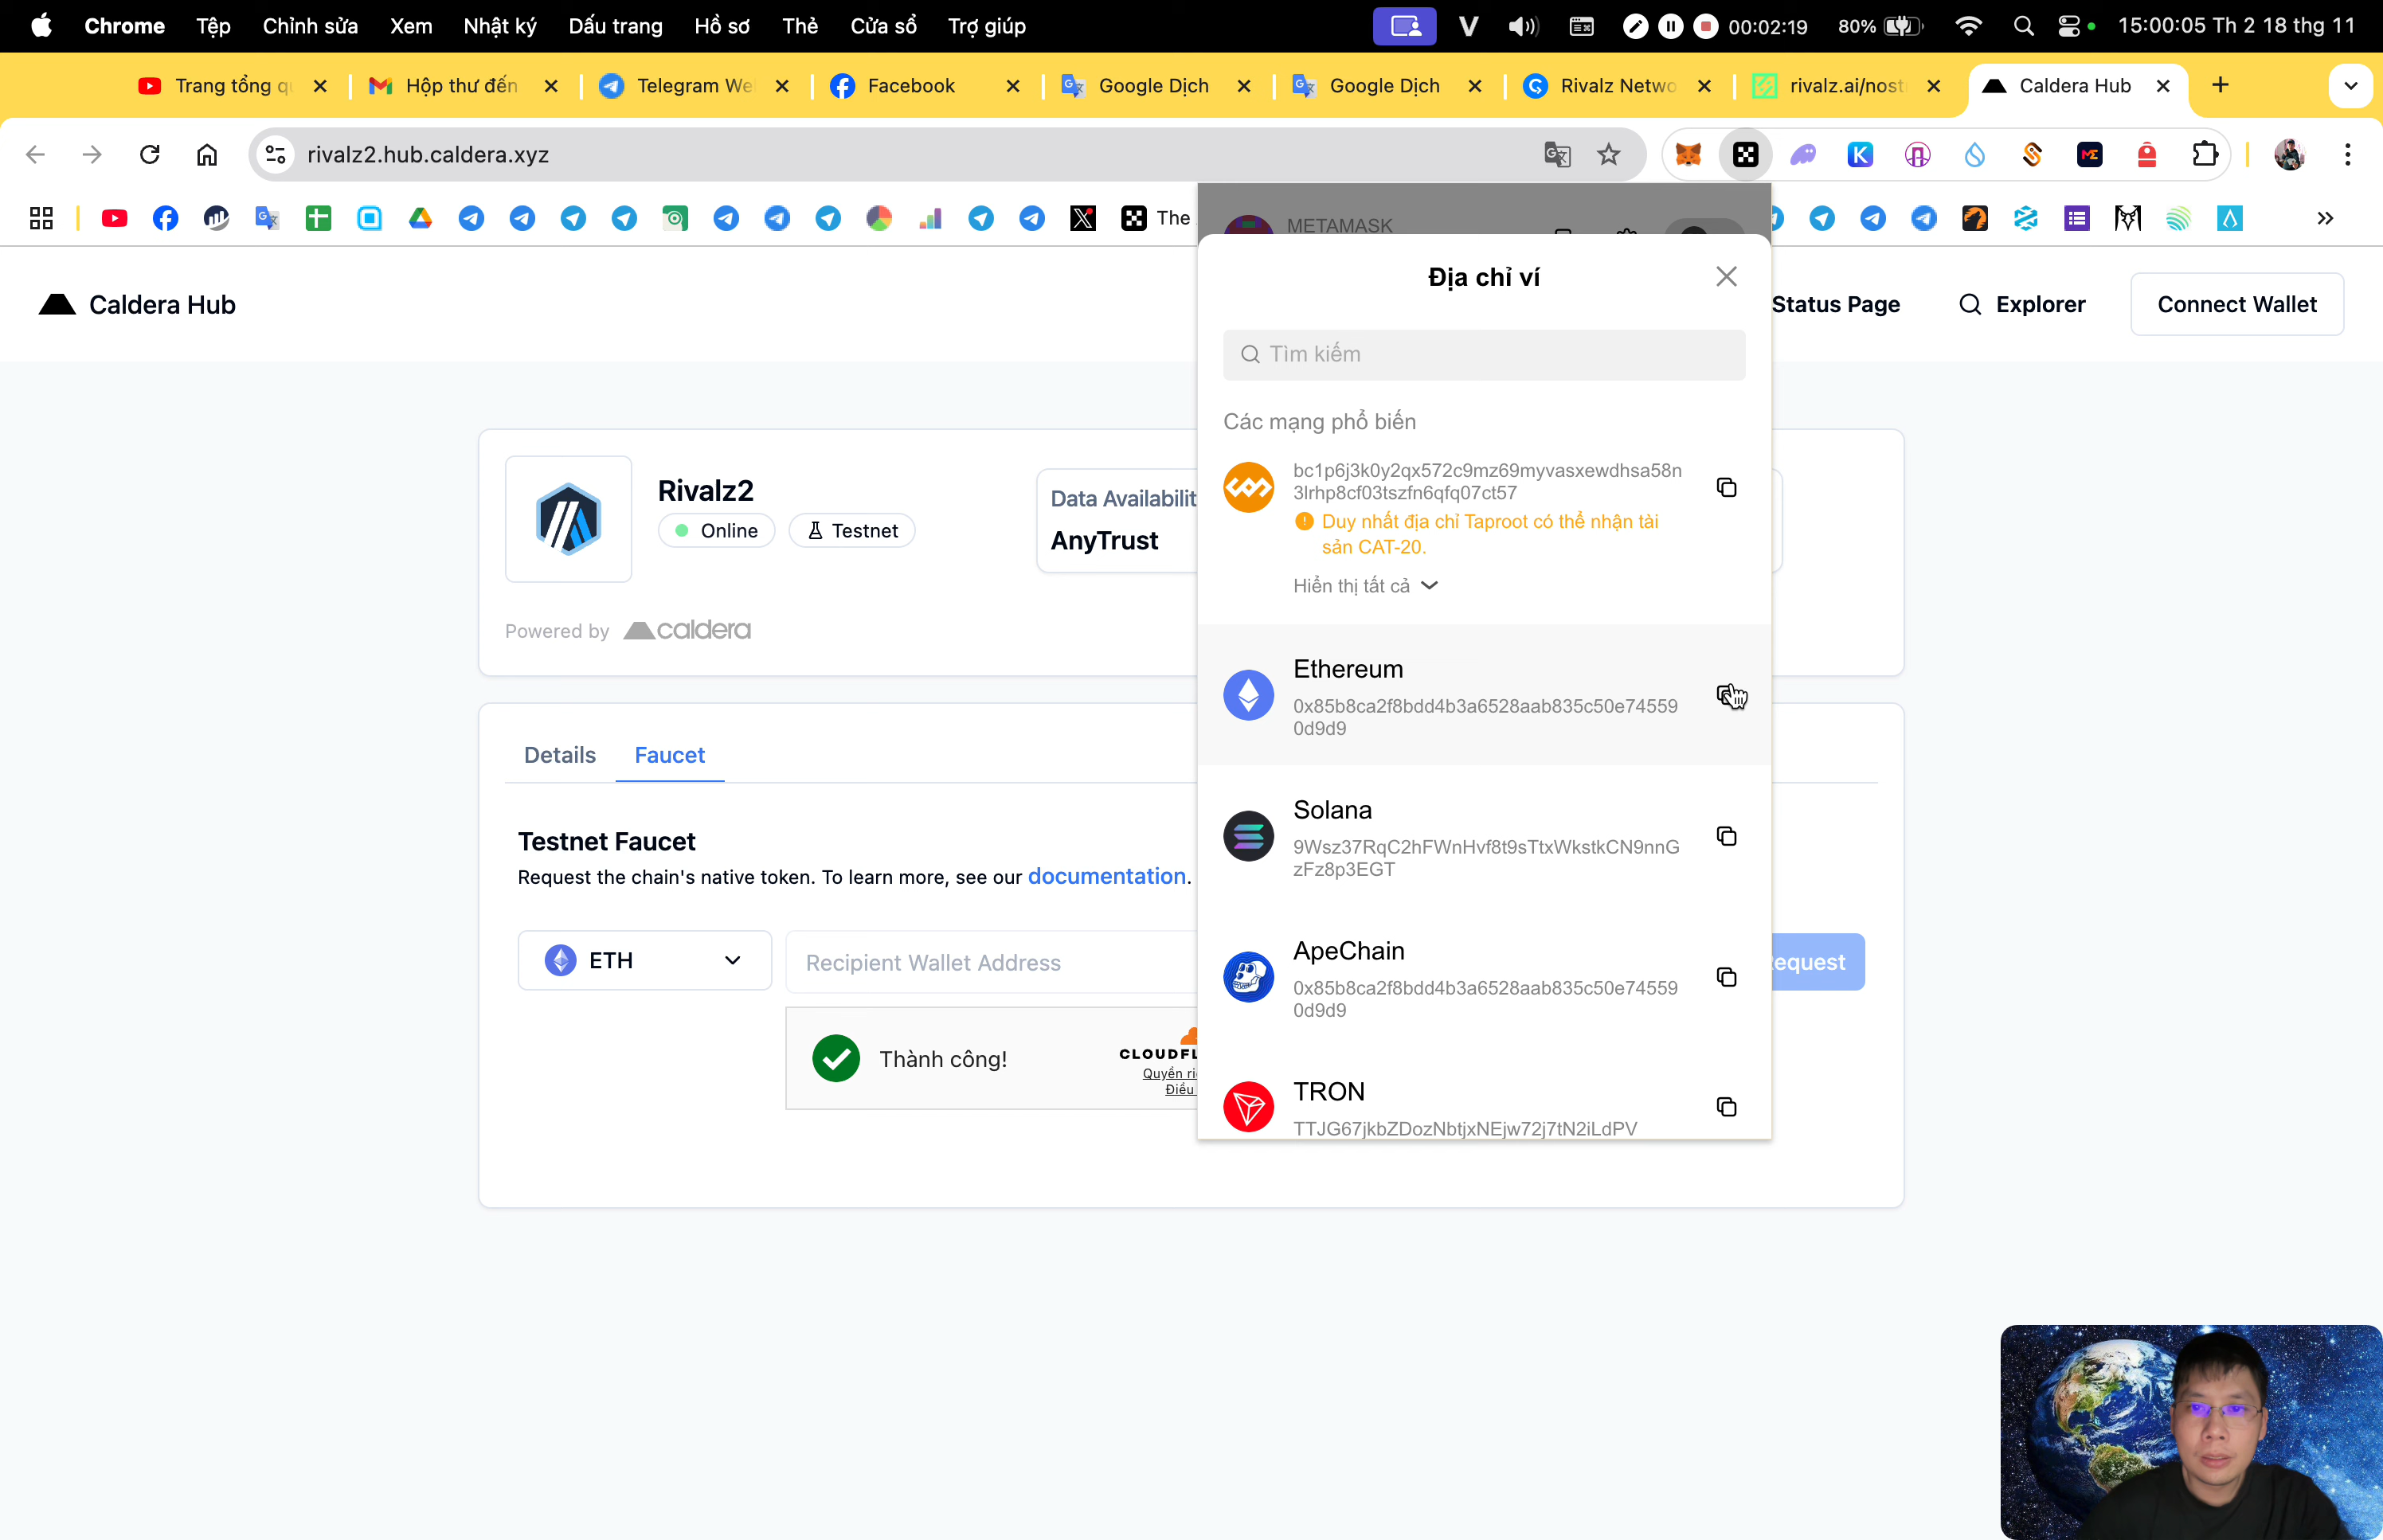 Chrome Tệp Chỉnh sửa Xem Nhật ký Dấu trang Hồ sơ Thẻ Cửa sổ Trợ giúp 00:02:19 80% 15:00:05 Th 2 18 thg 11
Trang tổng q Hộp thư đến Telegram We Facebook Google Dịch Google Dịch Rivalz Netwo rivalz.ai/nost Caldera Hub
rivalz2.hub.caldera.xyz
The
METAMASK
Caldera Hub
Status Page Explorer Connect Wallet
Địa chỉ ví
Tìm kiếm
Các mạng phổ biến
bc1p6j3k0y2qx572c9mz69myvasxewdhsa58n
3lrhp8cf03tszfn6qfq07ct57
Duy nhất địa chỉ Taproot có thể nhận tài
sản CAT-20.
Hiển thị tất cả
Ethereum
0x85b8ca2f8bdd4b3a6528aab835c50e74559
0d9d9
Solana
9Wsz37RqC2hFWnHvf8t9sTtxWkstkCN9nnG
zFz8p3EGT
ApeChain
0x85b8ca2f8bdd4b3a6528aab835c50e74559
0d9d9
TRON
TTJG67jkbZDozNbtjxNEjw72j7tN2iLdPV
Rivalz2
Online Testnet
Data Availabilit
AnyTrust
Powered by caldera
Details Faucet
Testnet Faucet
Request the chain's native token. To learn more, see our documentation.
ETH
Recipient Wallet Address
equest
Thành công!
CLOUDFL
Quyền ri
Điều